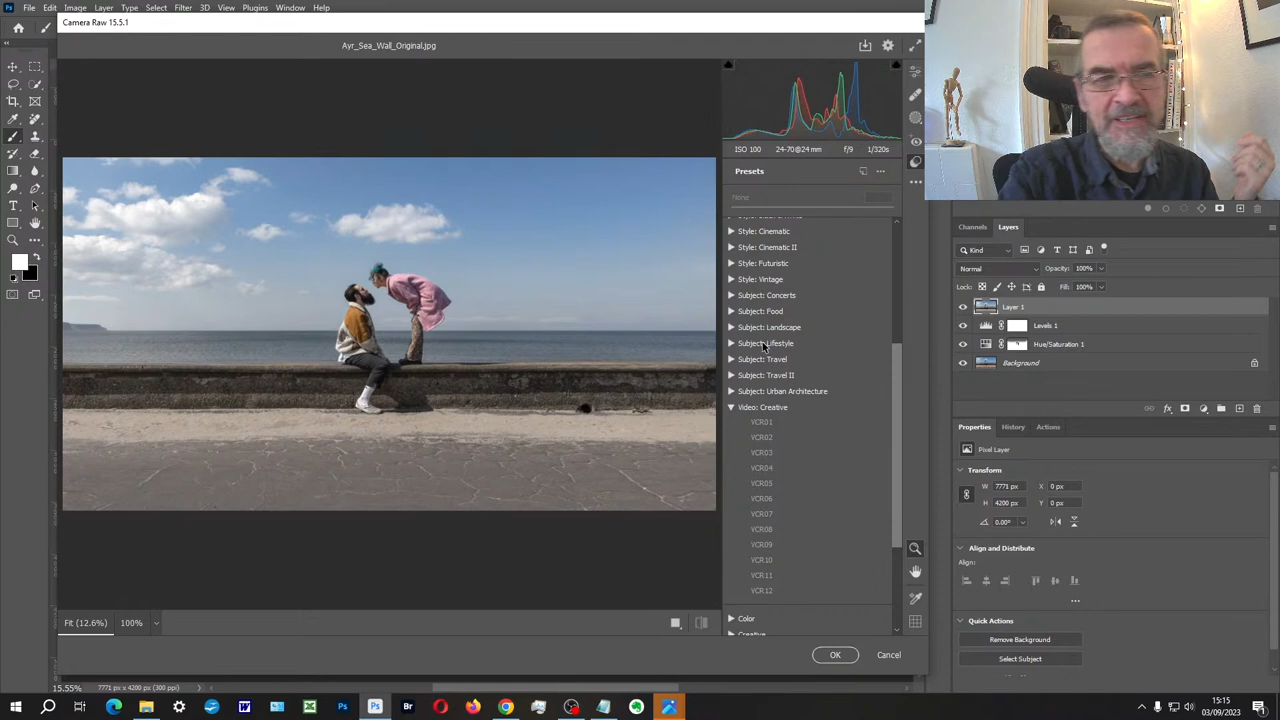 File Edit Image Layer Type Select Filter 3D View Plugins Window Help
Camera Raw 15.5.1
Ayr_Sea_Wall_Original.jpg
ISO 100 24-70@24 mm f/9 1/320s
Presets
None
Style: Cinematic
Style: Cinematic II
Style: Futuristic
Style: Vintage
Subject: Concerts
Subject: Food
Subject: Landscape
Subject: Lifestyle
Subject: Travel
Subject: Travel II
Subject: Urban Architecture
Video: Creative
VCR01
VCR02
VCR03
VCR04
VCR05
VCR06
VCR07
VCR08
VCR09
VCR10
VCR11
VCR12
Color
Fit (12.6%) 100%
OK Cancel
Channels Layers
Kind
Normal Opacity: 100%
Lock: Fill: 100%
Layer 1
Levels 1
Hue/Saturation 1
Background
Properties History Actions
Pixel Layer
Transform
W 7771 px X 0 px
H 4200 px Y 0 px
0.00°
Align and Distribute
Align:
Quick Actions
Remove Background
Select Subject
15.55% 7771 px x 4200 px (300 ppi)
15:15
03/09/2023